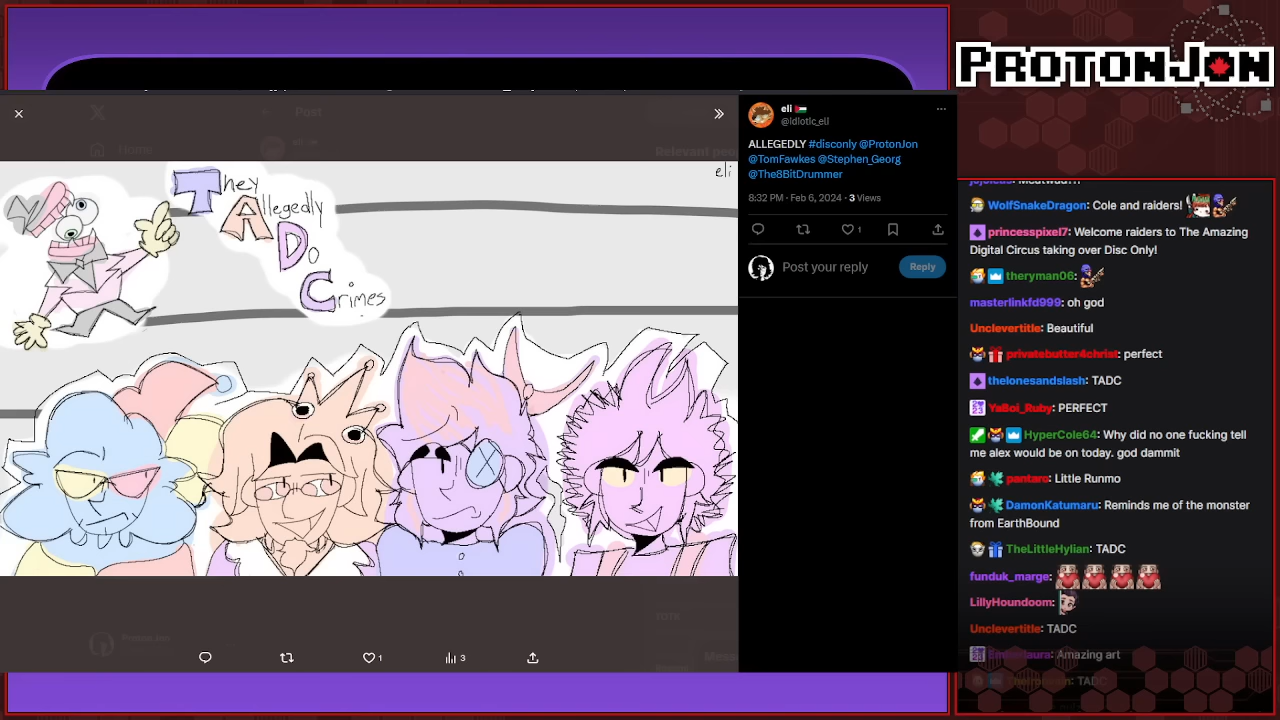 PROTONJON
Post
Home
eli
They
Allegedly
Do
Crimes
1
3
eli
@idiotic_eli
ALLEGEDLY #disconly @ProtonJon
@TomFawkes @Stephen_Georg
@The8BitDrummer
8:32 PM · Feb 6, 2024 · 3 Views
1
Post your reply
Reply
WolfSnakeDragon: Cole and raiders!
princesspixel7: Welcome raiders to The Amazing
Digital Circus taking over Disc Only!
theryman06:
masterlinkfd999: oh god
Unclevertitle: Beautiful
privatebutter4christ: perfect
thelonesandslash: TADC
YaBoi_Ruby: PERFECT
HyperCole64: Why did no one fucking tell
me alex would be on today. god dammit
pantaro: Little Runmo
DamonKatumaru: Reminds me of the monster
from EarthBound
TheLittleHylian: TADC
funduk_marge:
LillyHoundoom:
Unclevertitle: TADC
Amazing art
TADC